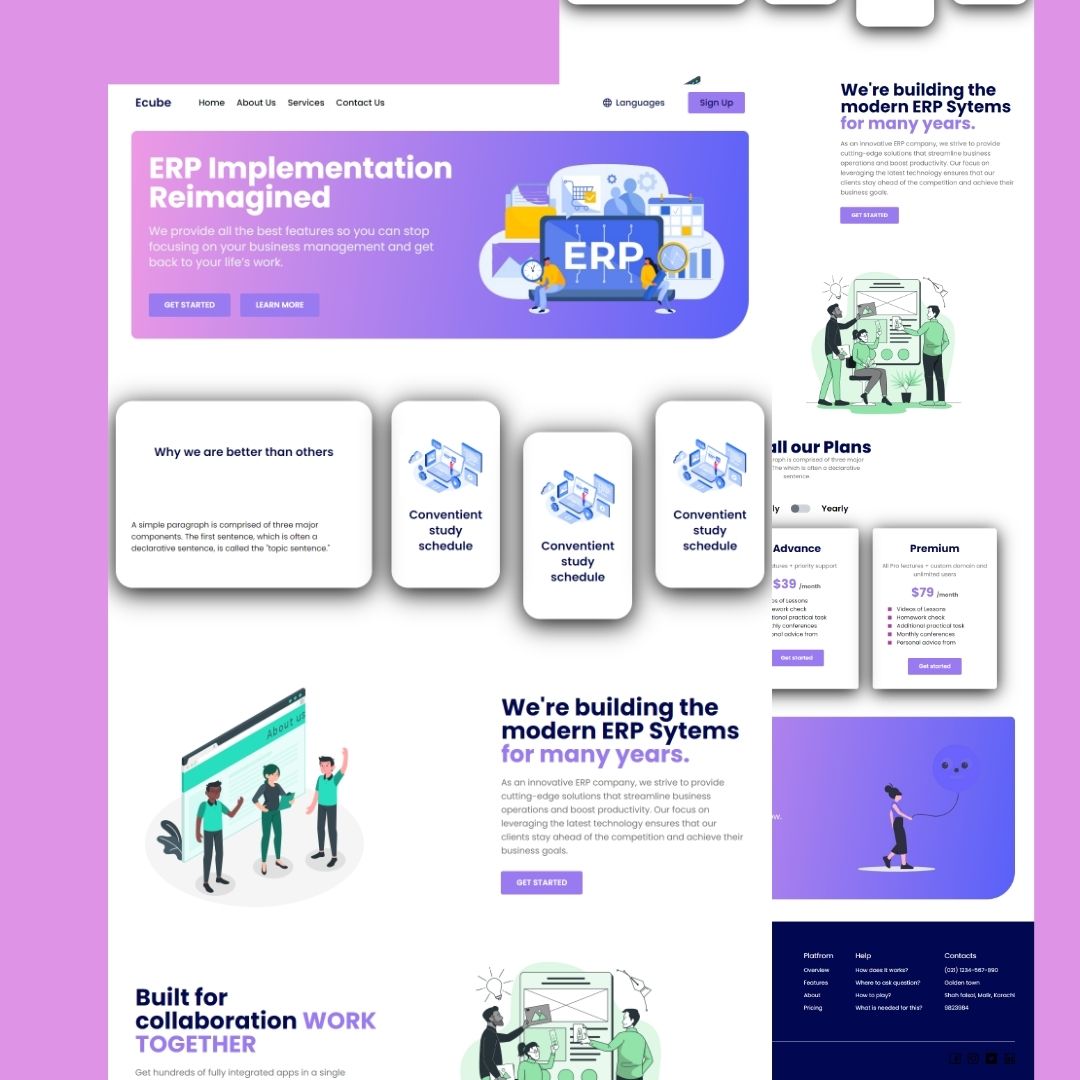 Ecube
Home
About Us
Services
Contact Us
Languages
Sign Up
ERP Implementation
Reimagined
We provide all the best features so you can stop
focusing on your business management and get
back to your life's work.
GET STARTED
LEARN MORE
ERP
Why we are better than others
A simple paragraph is comprised of three major
components. The first sentence, which is often a
declarative sentence, is called the "topic sentence."
Conventient
study
schedule
Conventient
study
schedule
Conventient
study
schedule
About us
We're building the
modern ERP Sytems
for many years.
As an innovative ERP company, we strive to provide
cutting-edge solutions that streamline business
operations and boost productivity. Our focus on
leveraging the latest technology ensures that our
clients stay ahead of the competition and achieve their
business goals.
GET STARTED
Built for
collaboration WORK
TOGETHER
Get hundreds of fully integrated apps in a single
We're building the
modern ERP Sytems
for many years.
As an innovative ERP company, we strive to provide
cutting-edge solutions that streamline business
operations and boost productivity. Our focus on
leveraging the latest technology ensures that our
clients stay ahead of the competition and achieve their
business goals.
GET STARTED
all our Plans
raph is comprised of three major
The which is often a declarative
sentence.
ly
Yearly
Advance
tures + priority support
$39 /month
os of Lessons
ework check
tional practical task
thly conferences
onal advice from
Get started
Premium
All Pro features + custom domain and
unlimited users
$79 /month
Videos of Lessons
Homework check
Additional practical task
Monthly conferences
Personal advice from
Get started
ow.
Platfrom
Overview
Features
About
Pricing
Help
How does it works?
Where to ask question?
How to play?
What is needed for this?
Contacts
(021) 1234-567-890
Golden town
Shah faisal, Malir, Karachi
9823984